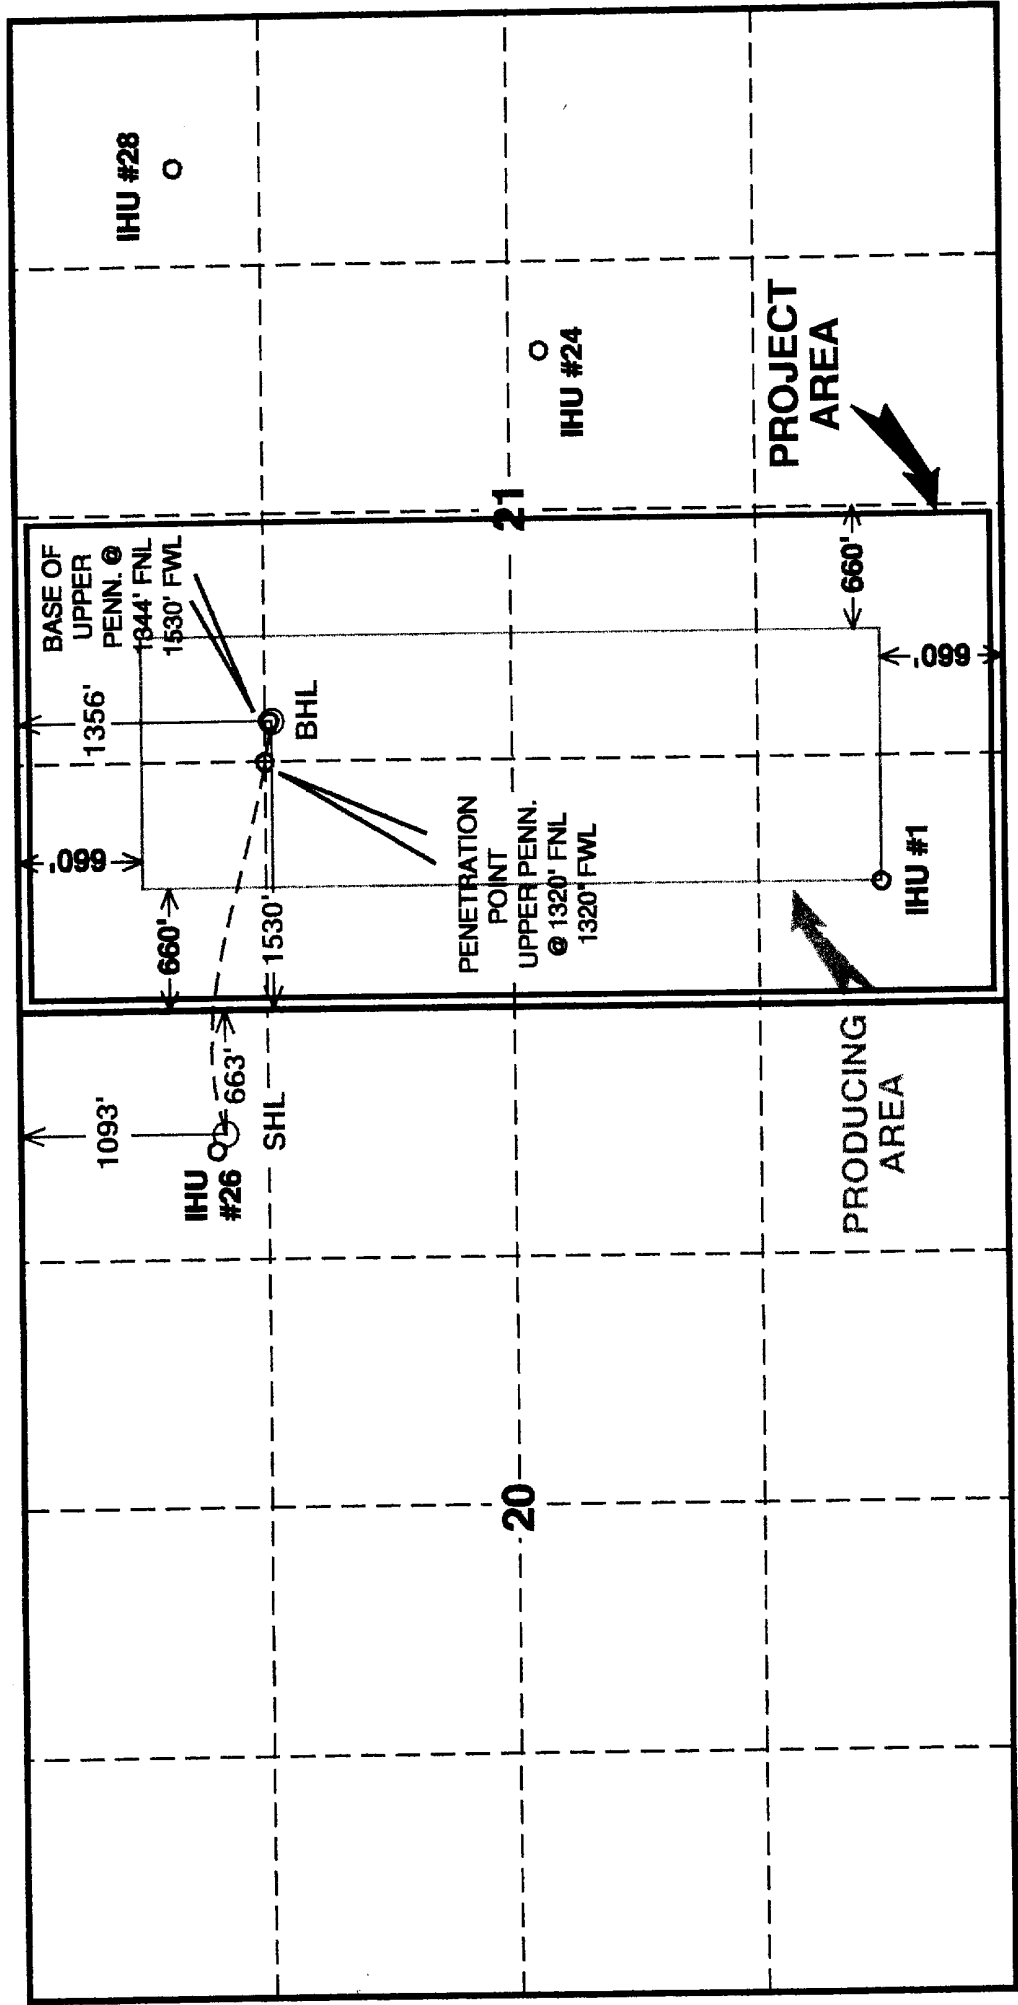 IHU #28
IHU #24
PROJECT
AREA
21
BASE OF
UPPER
PENN. @
1344' FNL
1530' FWL
1356'
BHL
660'
660'
660'
660'
1530'
PENETRATION
POINT
UPPER PENN.
@ 1320' FNL
1320' FWL
IHU #1
1093'
663'
SHL
IHU
#26
PRODUCING
AREA
20